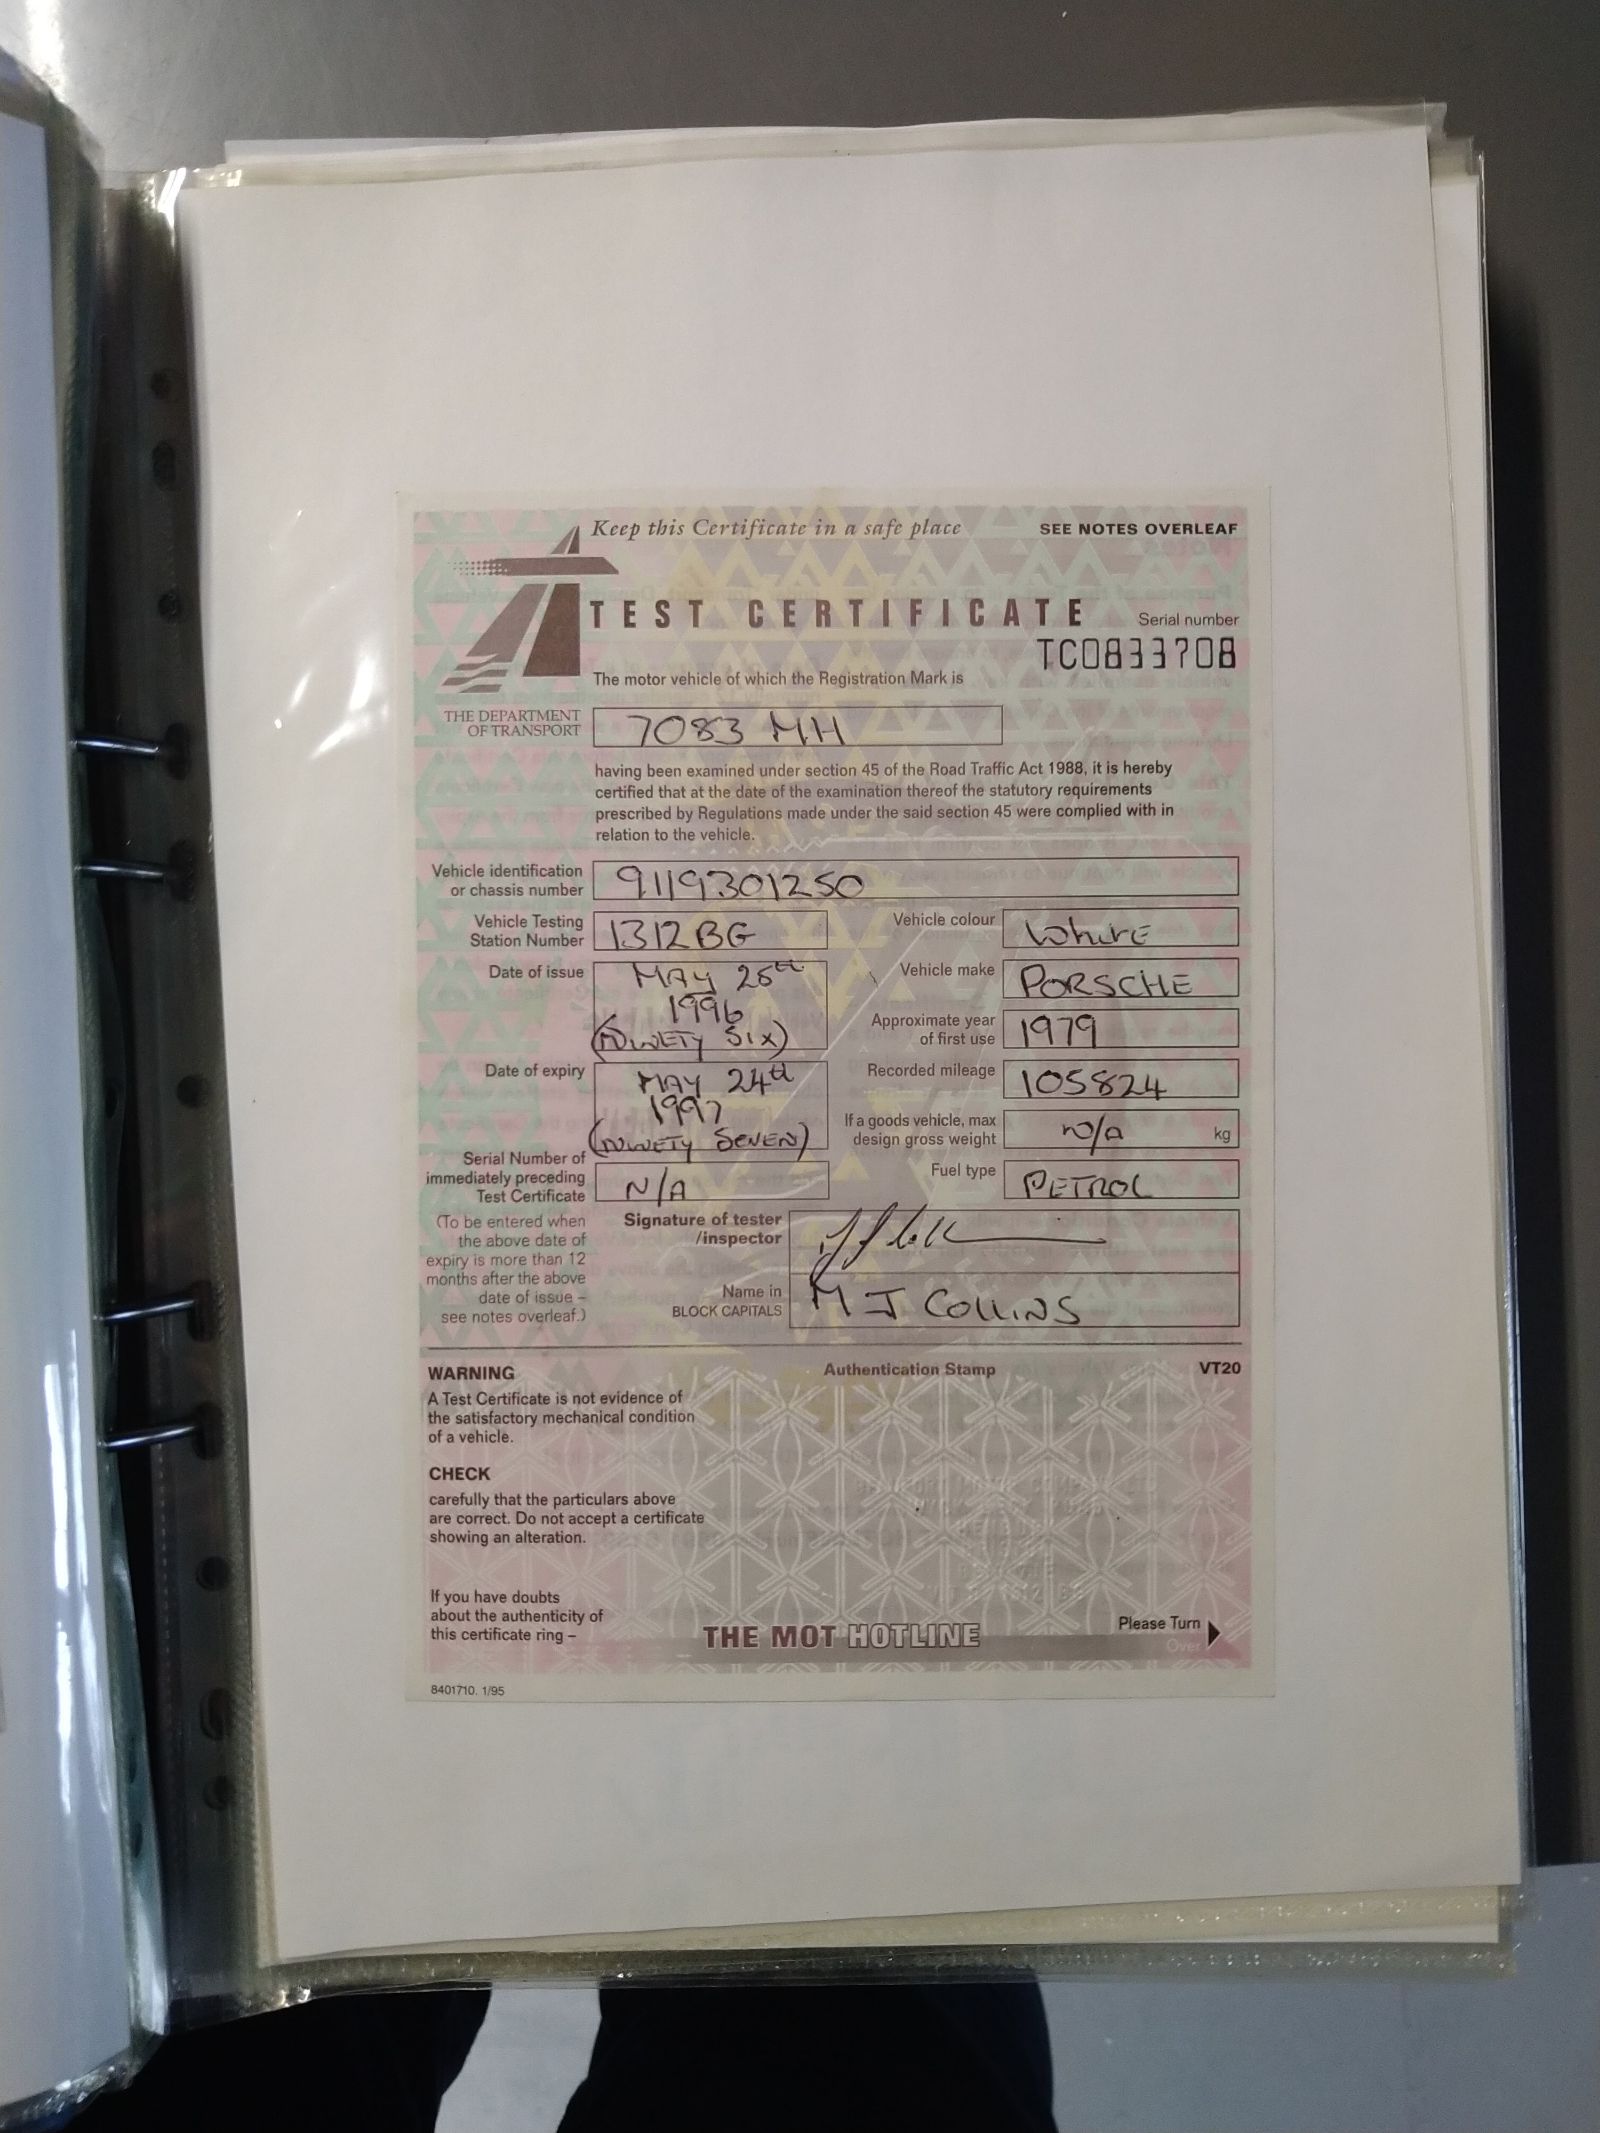 Keep this Certificate in a safe place
SEE NOTES OVERLEAF
TEST CERTIFICATE
Serial number
TC0833708
The motor vehicle of which the Registration Mark is
THE DEPARTMENT
OF TRANSPORT
7083 MH
having been examined under section 45 of the Road Traffic Act 1988, it is hereby
certified that at the date of the examination thereof the statutory requirements
prescribed by Regulations made under the said section 45 were complied with in
relation to the vehicle.
Vehicle identification
or chassis number
9119301250
Vehicle Testing
Station Number
1312BG
Vehicle colour
White
Date of issue
MAY 25th
1996
(NINETY SIX)
Vehicle make
PORSCHE
Approximate year
of first use
1979
Date of expiry
MAY 24th
1997
(NINETY SEVEN)
Recorded mileage
105824
If a goods vehicle, max
design gross weight
n/a
kg
Serial Number of
immediately preceding
Test Certificate
N/A
Fuel type
PETROL
(To be entered when
the above date of
expiry is more than 12
months after the above
date of issue –
see notes overleaf.)
Signature of tester
/inspector
Name in
BLOCK CAPITALS
M J COLLINS
WARNING
A Test Certificate is not evidence of
the satisfactory mechanical condition
of a vehicle.
Authentication Stamp
VT20
CHECK
carefully that the particulars above
are correct. Do not accept a certificate
showing an alteration.
If you have doubts
about the authenticity of
this certificate ring –
THE MOT HOTLINE
Please Turn
Over
8401710. 1/95